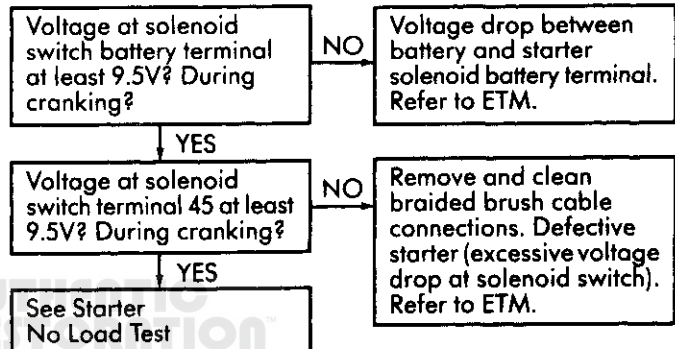 Voltage at solenoid
switch battery terminal
at least 9.5V? During
cranking?
NO
Voltage drop between
battery and starter
solenoid battery terminal.
Refer to ETM.
YES
Voltage at solenoid
switch terminal 45 at least
9.5V? During cranking?
NO
Remove and clean
braided brush cable
connections. Defective
starter (excessive voltage
drop at solenoid switch).
Refer to ETM.
YES
See Starter
No Load Test